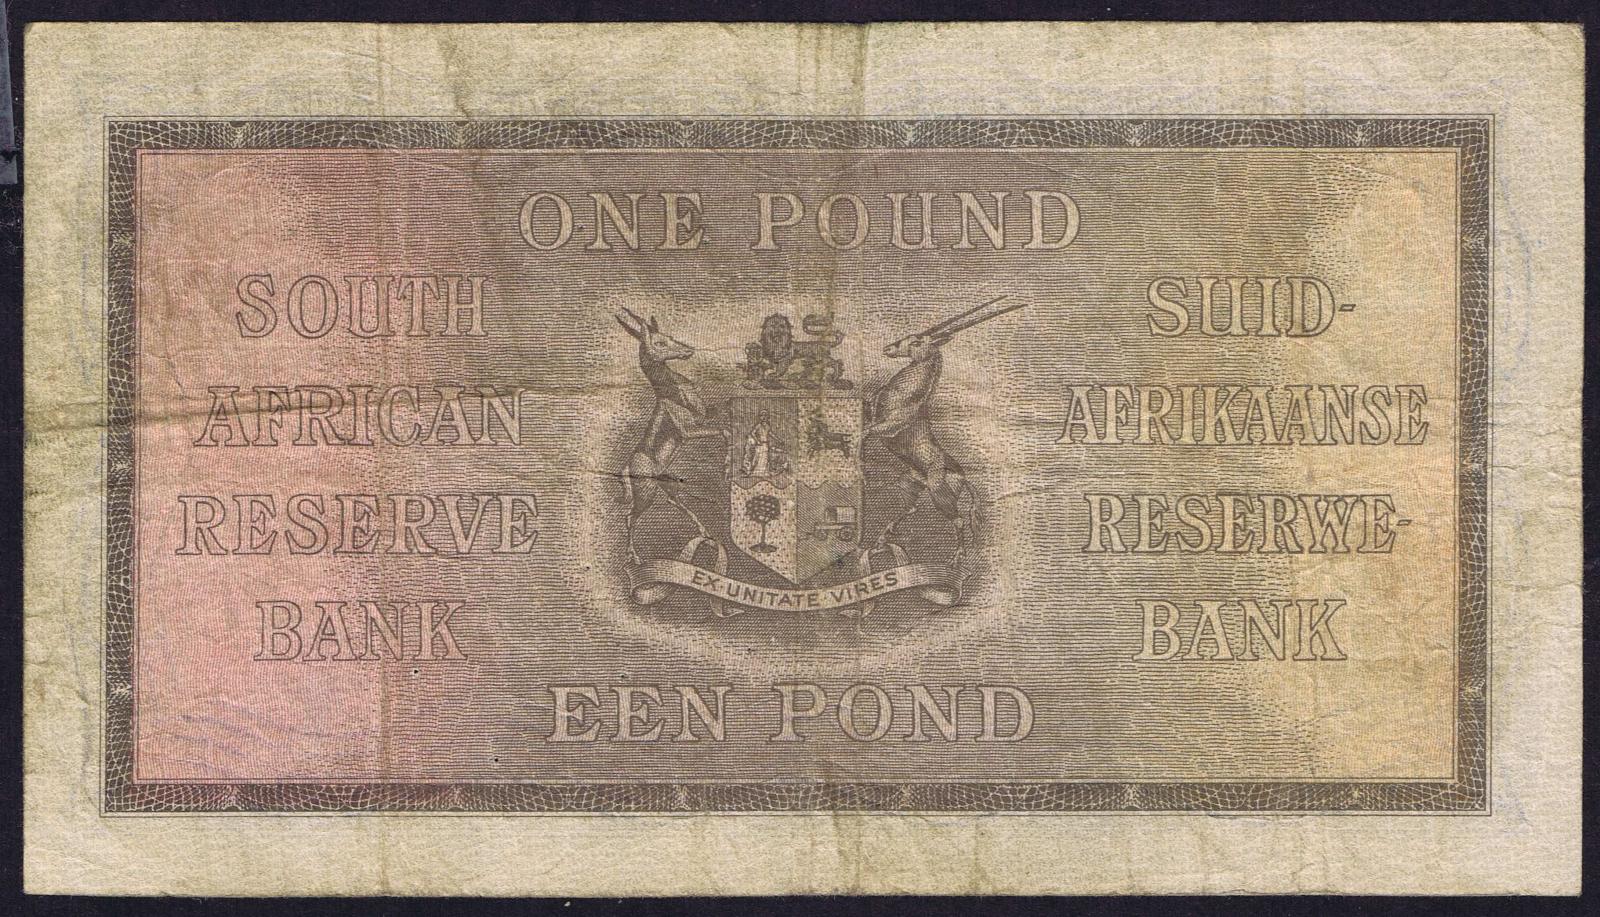 ONE POUND
SOUTH
AFRICAN
RESERVE
BANK
SUID-
AFRIKAANSE
RESERWE-
BANK
EX·UNITATE VIRES
EEN POND